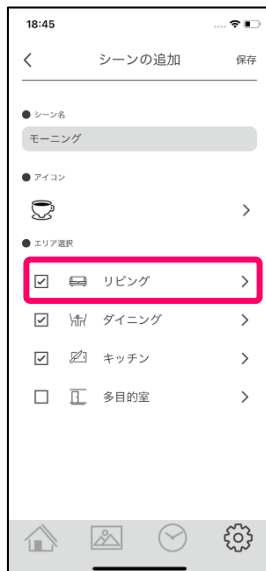 18:45
シーンの追加 保存
シーン名
モーニング
アイコン
エリア選択
リビング
ダイニング
キッチン
多目的室